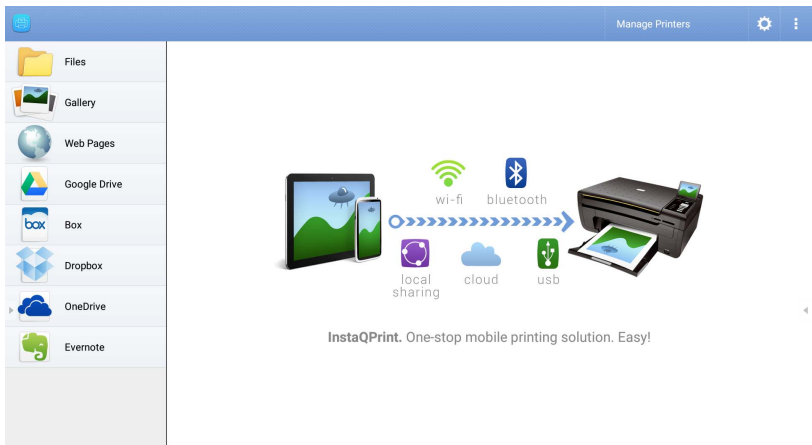 Manage Printers
Files
Gallery
Web Pages
Google Drive
box
Box
Dropbox
OneDrive
Evernote
wi-fi
bluetooth
local
sharing
cloud
usb
InstaQPrint. One-stop mobile printing solution. Easy!